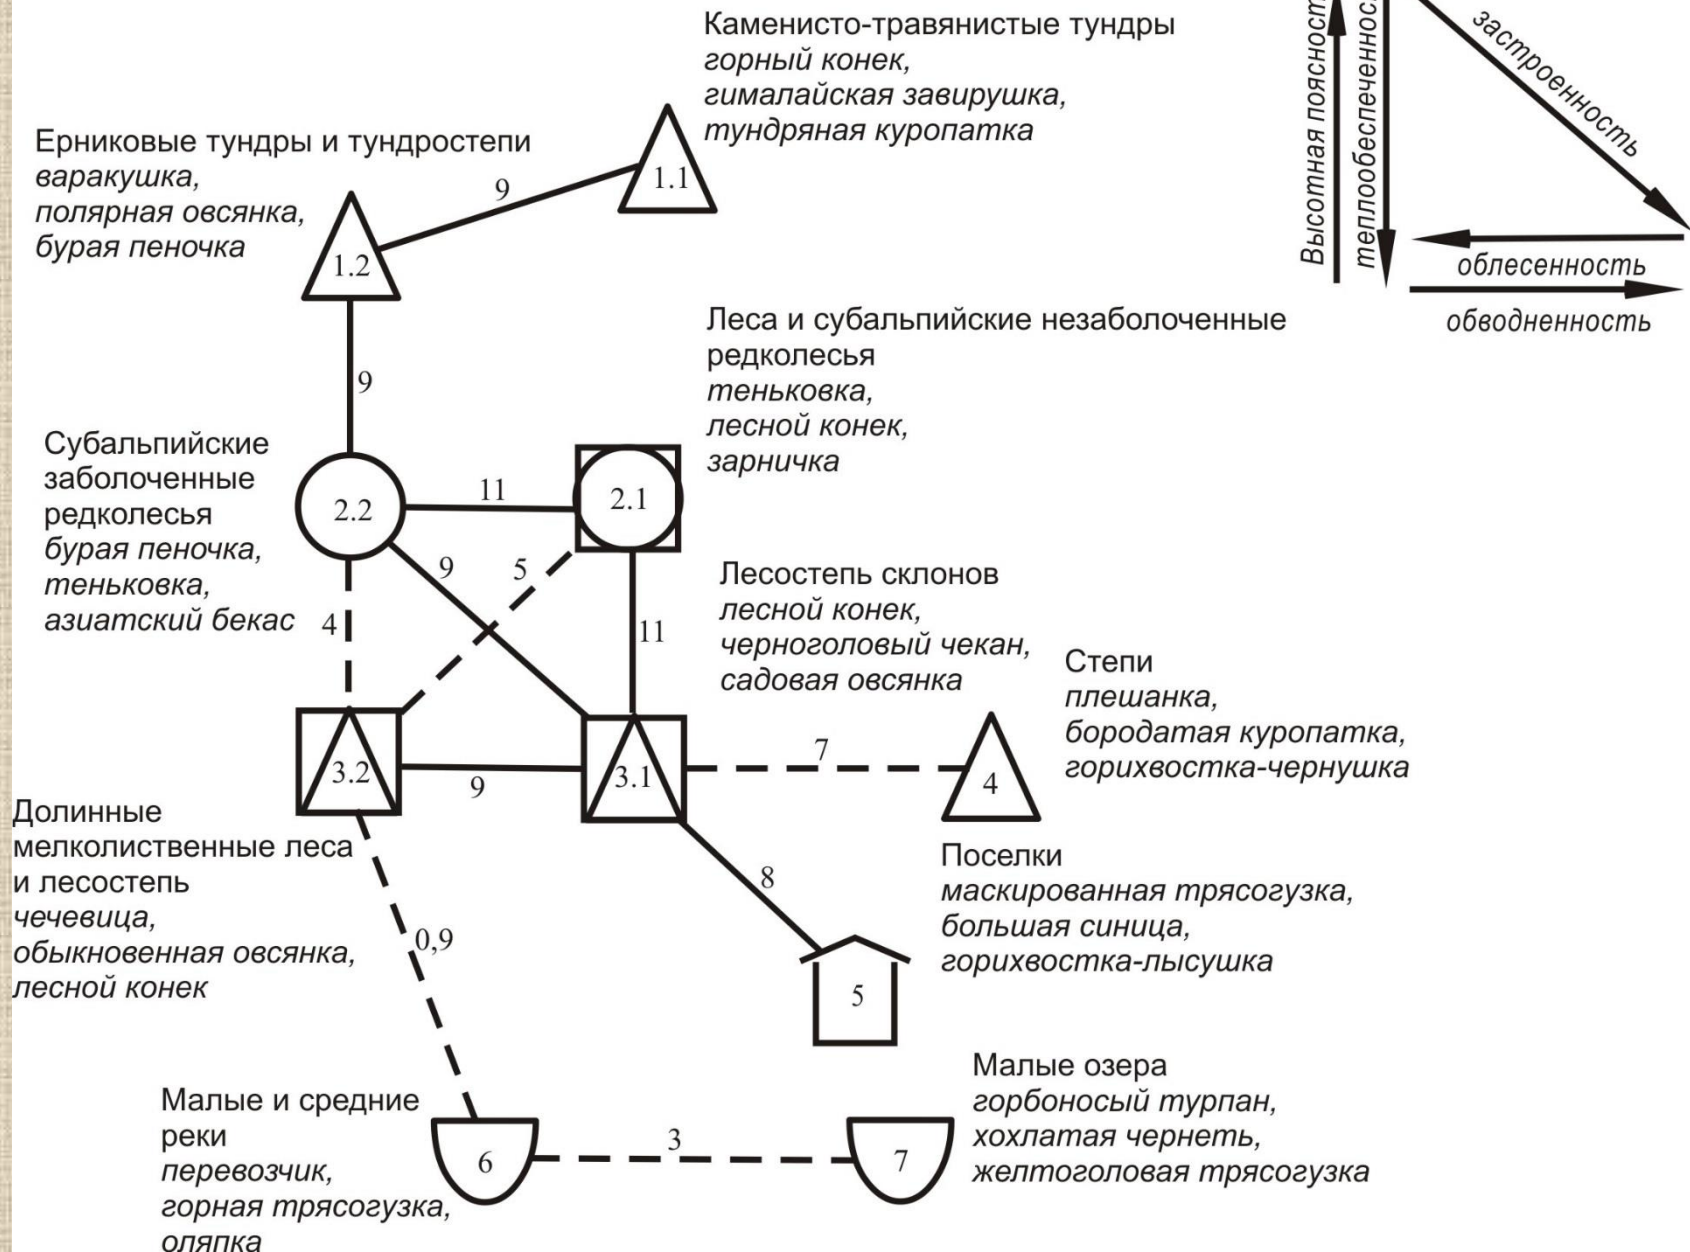 Каменисто-травянистые тундры
горный конек,
гималайская завирушка,
тундряная куропатка
1.1
Ерниковые тундры и тундростепи
варакушка,
полярная овсянка,
бурая пеночка
1.2
9
9
застроенность
облесенность
обводненность
Леса и субальпийские незаболоченные
редколесья
теньковка,
лесной конек,
зарничка
2.1
Субальпийские
заболоченные
редколесья
бурая пеночка,
теньковка,
азиатский бекас
2.2
11
9
5
4
11
Лесостепь склонов
лесной конек,
черноголовый чекан,
садовая овсянка
3.1
Степи
плешанка,
бородатая куропатка,
горихвостка-чернушка
4
7
3.2
9
Долинные
мелколиственные леса
и лесостепь
чечевица,
обыкновенная овсянка,
лесной конек
0,9
8
Поселки
маскированная трясогузка,
большая синица,
горихвостка-лысушка
5
Малые и средние
реки
перевозчик,
горная трясогузка,
оляпка
6
3
7
Малые озера
горбоносый турпан,
хохлатая чернеть,
желтоголовая трясогузка
Высотная